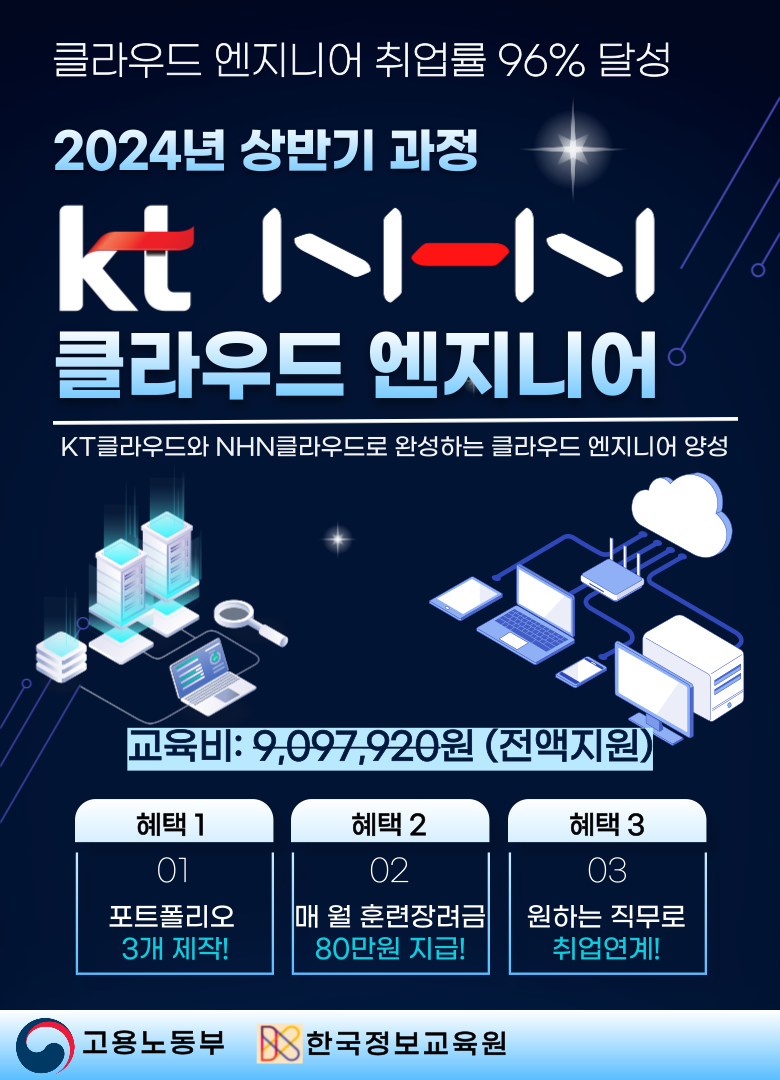 클라우드 엔지니어 취업률 96% 달성
2024년 상반기 과정
kt NHN
클라우드 엔지니어
KT클라우드와 NHN클라우드로 완성하는 클라우드 엔지니어 양성
교육비: 9,097,920원 (전액지원)
혜택 1
01
포트폴리오
3개 제작!
혜택 2
02
매 월 훈련장려금
80만원 지급!
혜택 3
03
원하는 직무로
취업연계!
고용노동부 한국정보교육원